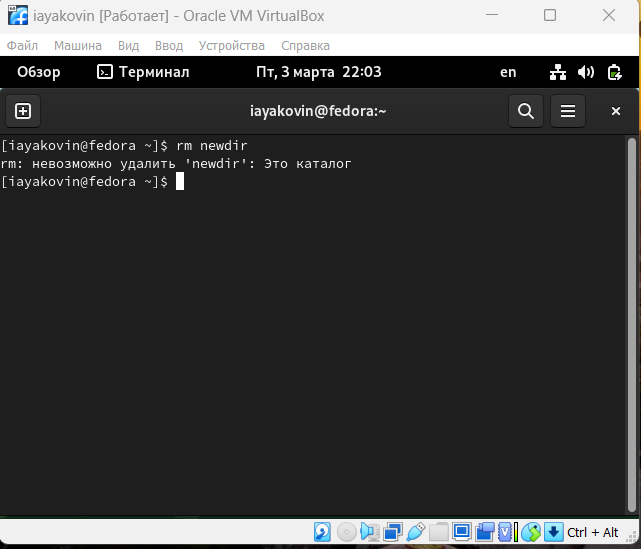 iayakovin [Работает] - Oracle VM VirtualBox
Файл Машина Вид Ввод Устройства Справка
Обзор Терминал Пт, 3 марта 22:03 en
iayakovin@fedora:~
[iayakovin@fedora ~]$ rm newdir
rm: невозможно удалить 'newdir': Это каталог
[iayakovin@fedora ~]$
Ctrl + Alt